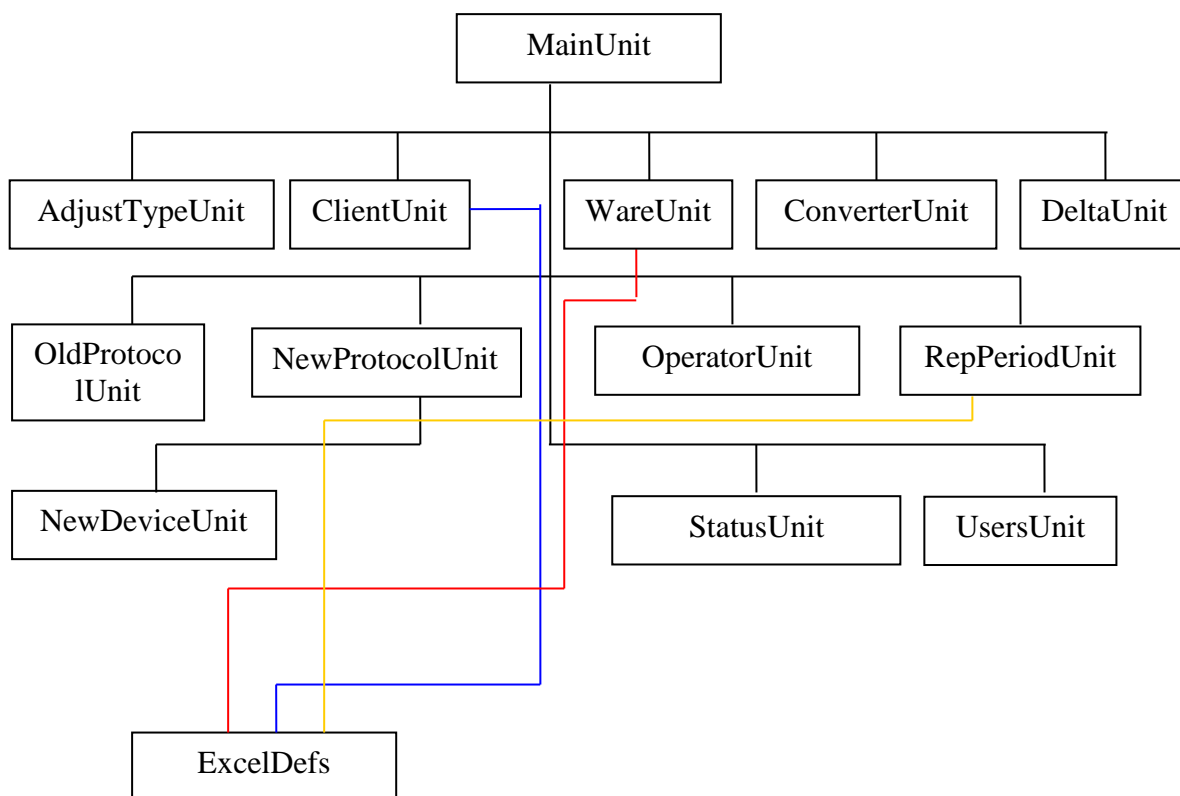 MainUnit
AdjustTypeUnit
ClientUnit
WareUnit
ConverterUnit
DeltaUnit
OldProtoco
lUnit
NewProtocolUnit
OperatorUnit
RepPeriodUnit
NewDeviceUnit
StatusUnit
UsersUnit
ExcelDefs